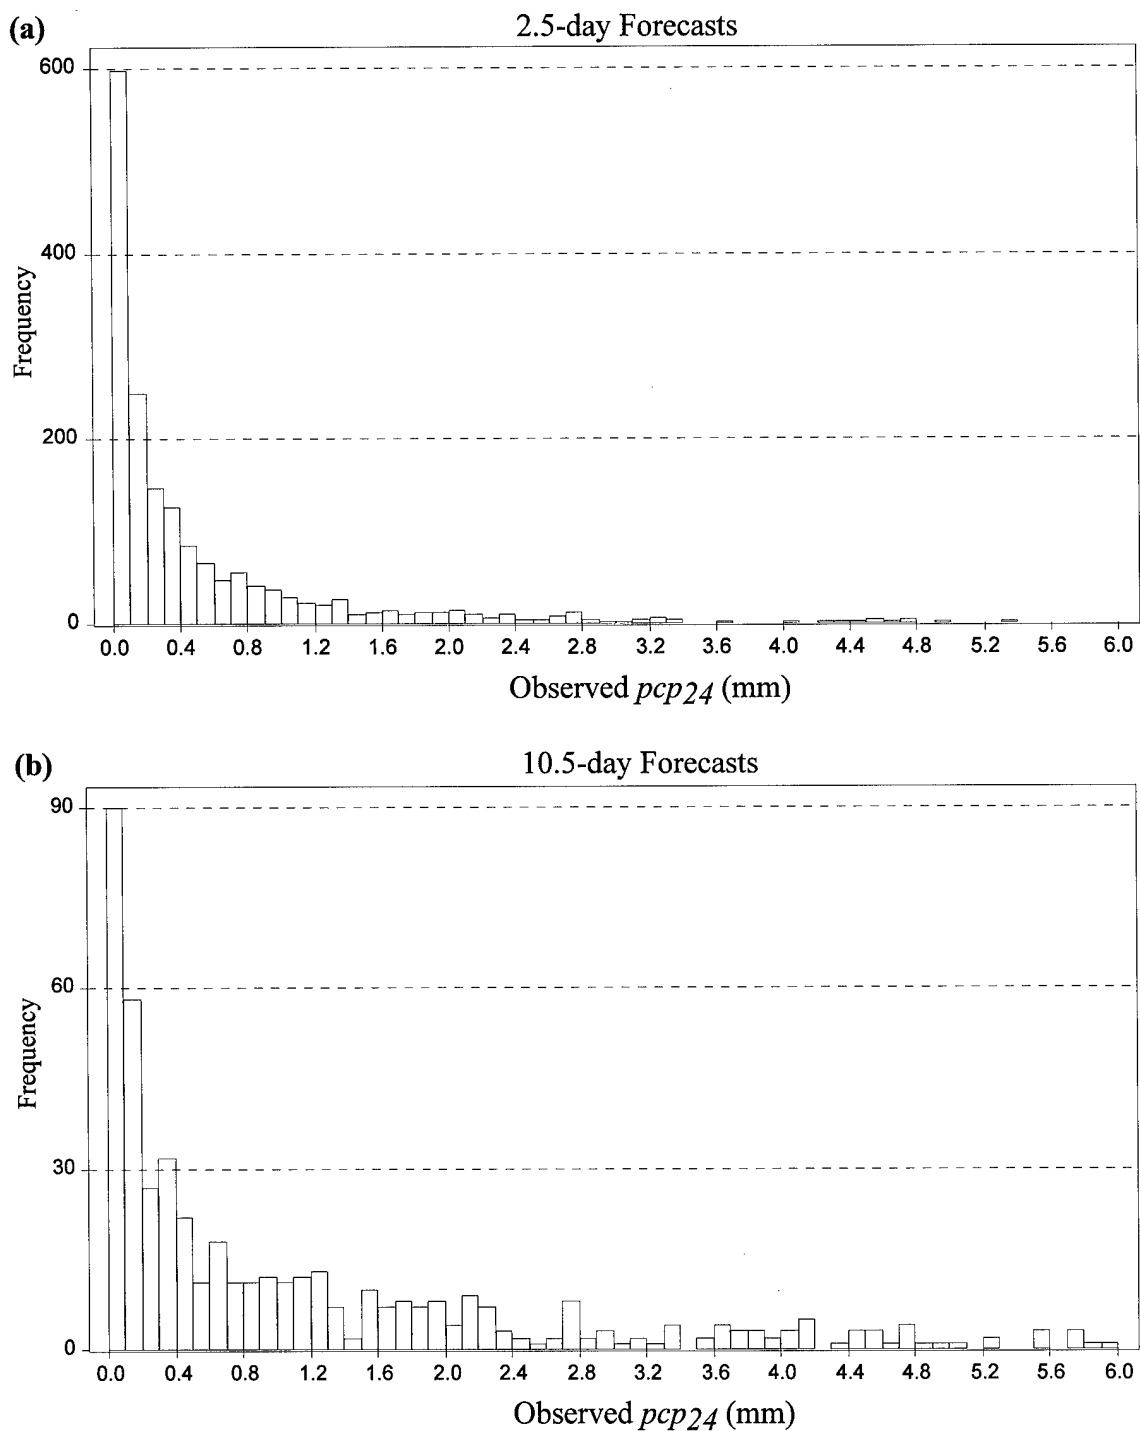 (a)
2.5-day Forecasts
600
400
200
0
Frequency
0.0 0.4 0.8 1.2 1.6 2.0 2.4 2.8 3.2 3.6 4.0 4.4 4.8 5.2 5.6 6.0
Observed pcp24 (mm)
(b)
10.5-day Forecasts
90
60
30
0
Frequency
0.0 0.4 0.8 1.2 1.6 2.0 2.4 2.8 3.2 3.6 4.0 4.4 4.8 5.2 5.6 6.0
Observed pcp24 (mm)